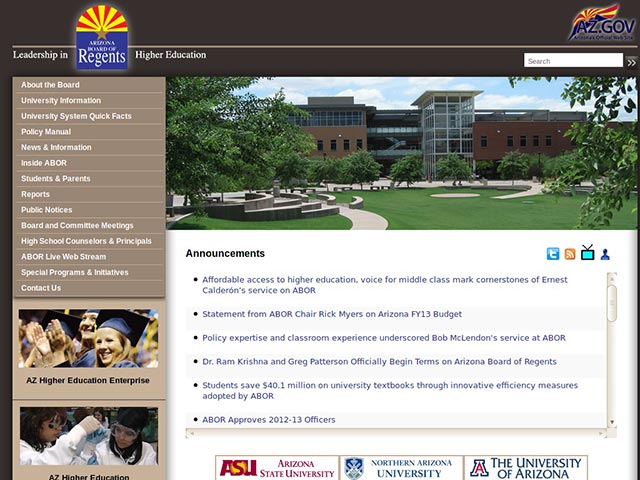 AZ.GOV
Arizona's Official Web Site
Leadership in
ARIZONA
BOARD OF
Regents
Higher Education
Search
About the Board
University Information
University System Quick Facts
Policy Manual
News & Information
Inside ABOR
Students & Parents
Reports
Public Notices
Board and Committee Meetings
High School Counselors & Principals
ABOR Live Web Stream
Special Programs & Initiatives
Contact Us
AZ Higher Education Enterprise
AZ Higher Education
Announcements
Affordable access to higher education, voice for middle class mark cornerstones of Ernest
Calderón's service on ABOR
Statement from ABOR Chair Rick Myers on Arizona FY13 Budget
Policy expertise and classroom experience underscored Bob McLendon's service at ABOR
Dr. Ram Krishna and Greg Patterson Officially Begin Terms on Arizona Board of Regents
Students save $40.1 million on university textbooks through innovative efficiency measures
adopted by ABOR
ABOR Approves 2012-13 Officers
ASU ARIZONA
STATE UNIVERSITY
NORTHERN ARIZONA
UNIVERSITY
A THE UNIVERSITY
OF ARIZONA